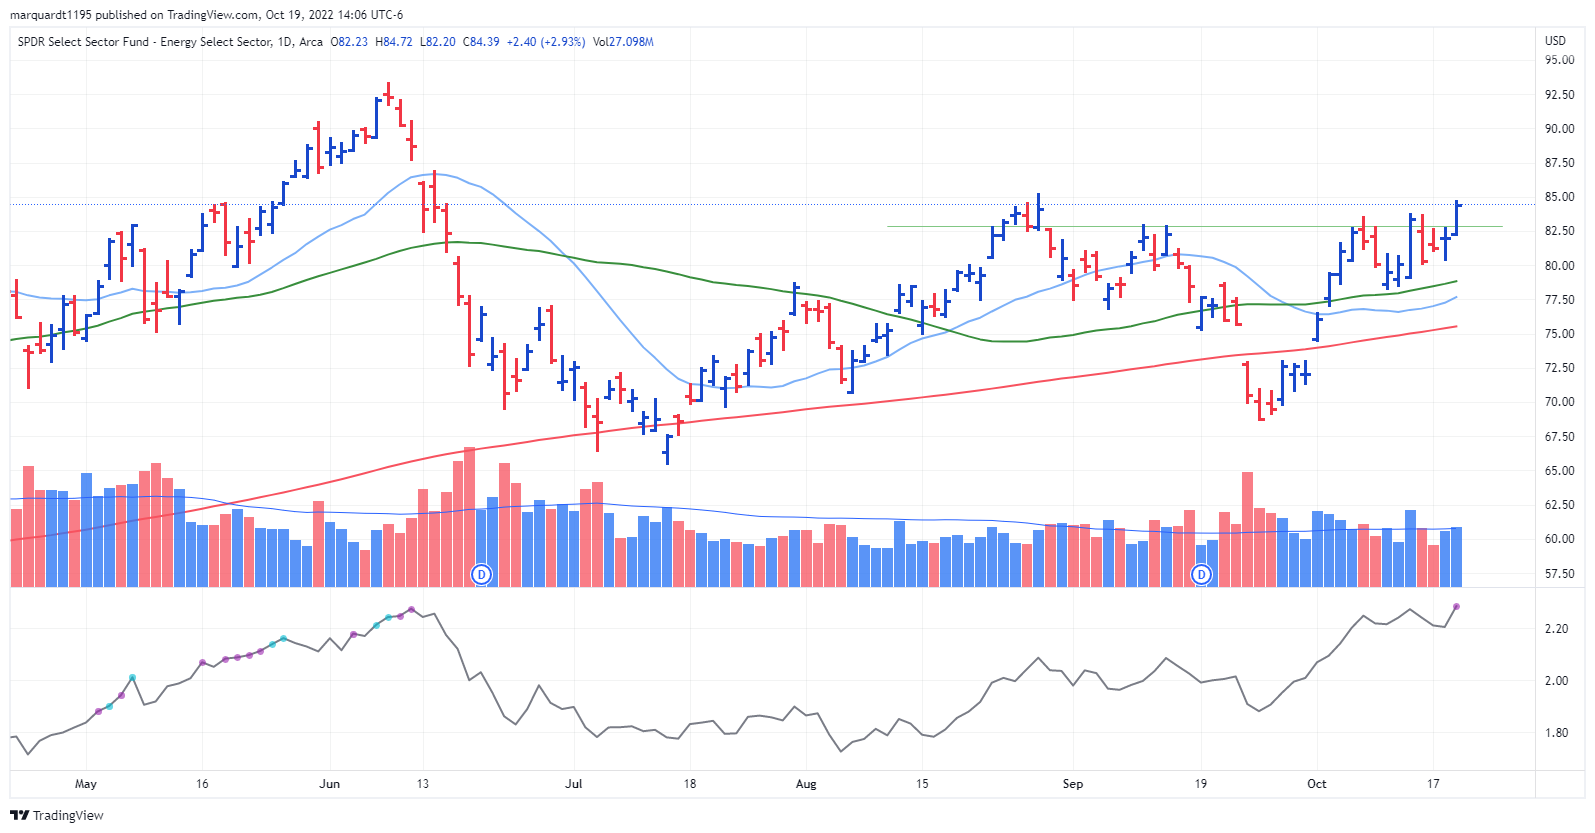 marquardt1195 published on TradingView.com, Oct 19, 2022 14:06 UTC-6
SPDR Select Sector Fund - Energy Select Sector, 1D, Arca O82.23 H84.72 L82.20 C84.39 +2.40 (+2.93%) Vol27.098M
USD
95.00
92.50
90.00
87.50
85.00
82.50
80.00
77.50
75.00
72.50
70.00
67.50
65.00
62.50
60.00
57.50
D
D
2.20
2.00
1.80
May 16 Jun 13 Jul 18 Aug 15 Sep 19 Oct 17
TradingView